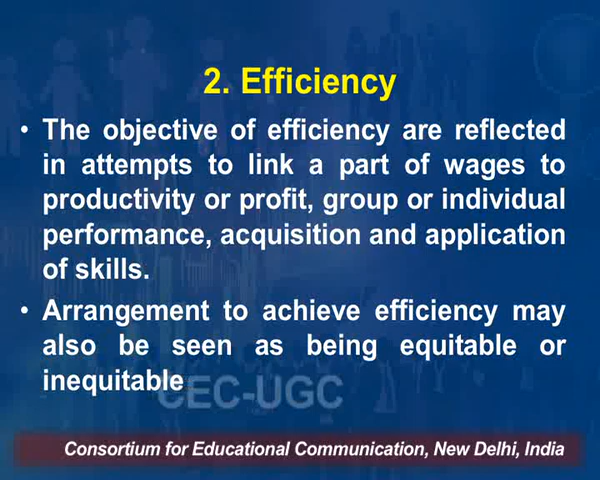 2. Efficiency
• The objective of efficiency are reflected
in attempts to link a part of wages to
productivity or profit, group or individual
performance, acquisition and application
of skills.
• Arrangement to achieve efficiency may
also be seen as being equitable or
inequitable
CEC-UGC
Consortium for Educational Communication, New Delhi, India